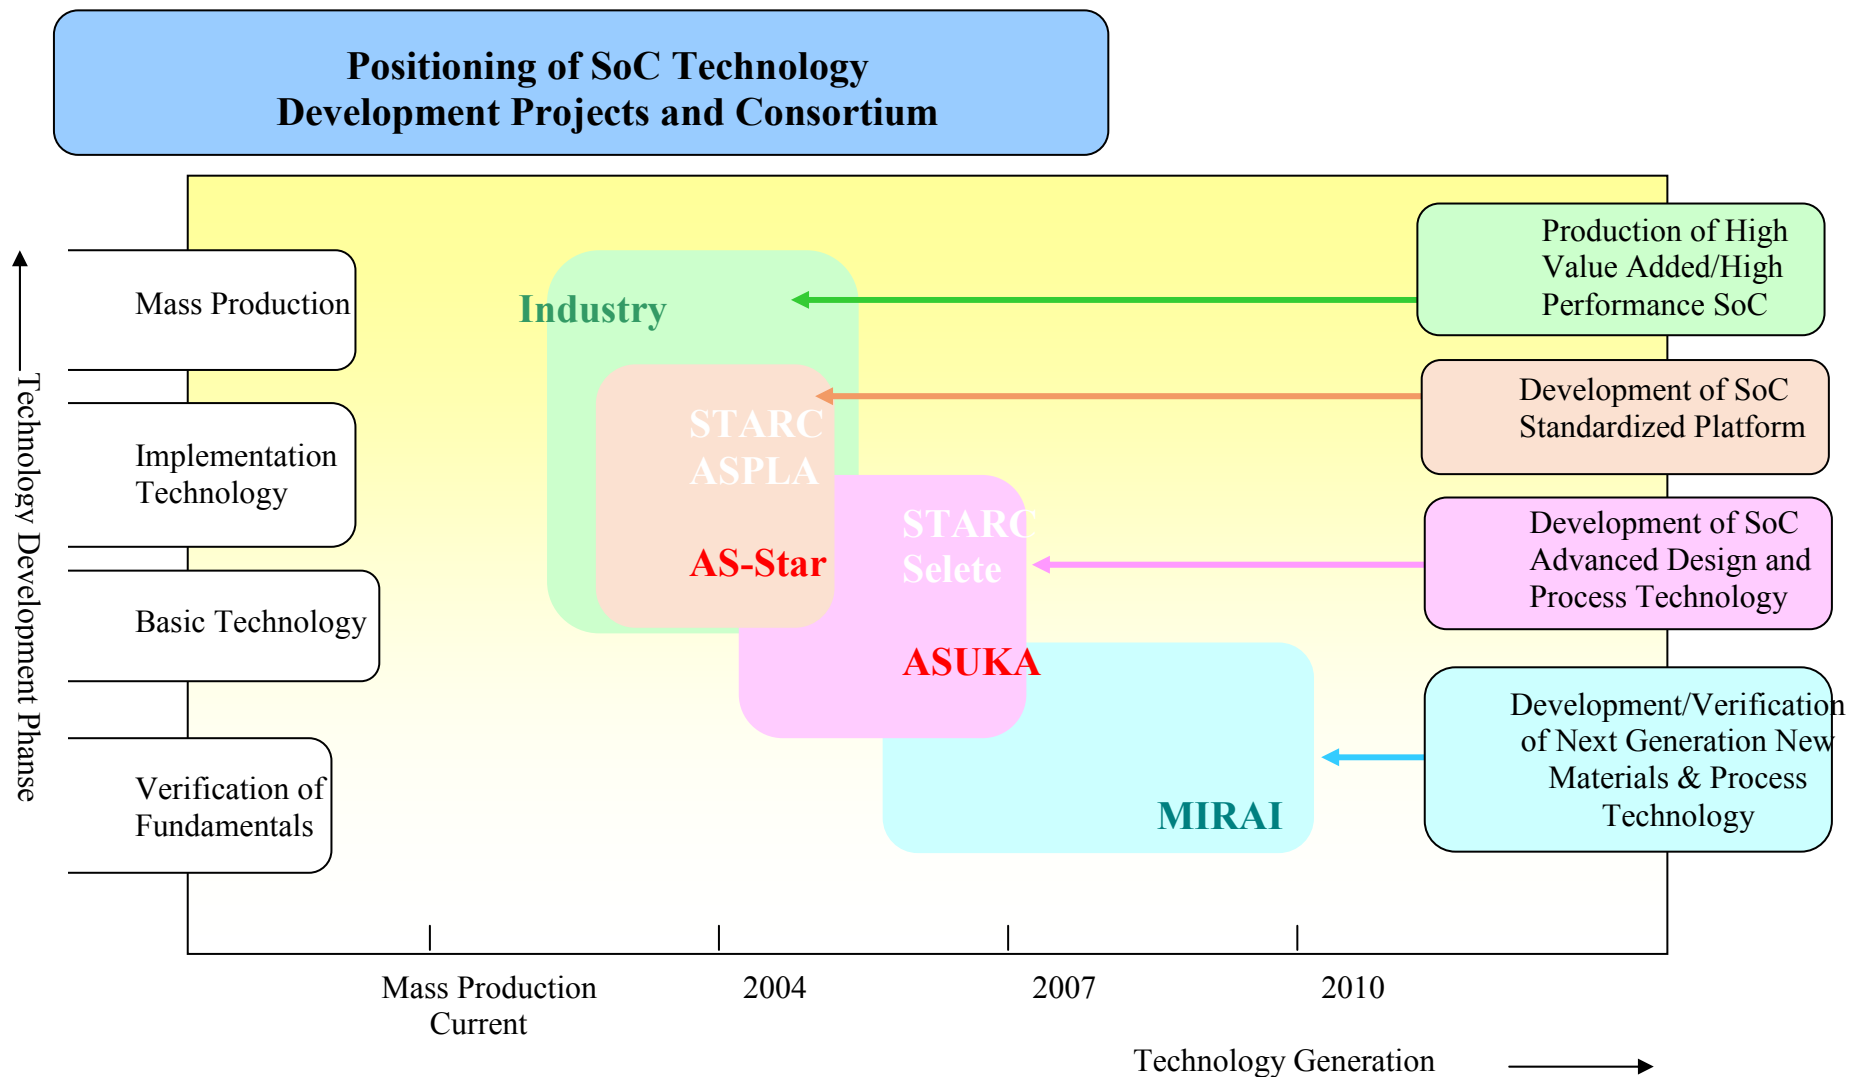 Positioning of SoC Technology
Development Projects and Consortium
Technology Development Phanse
Mass Production
Implementation
Technology
Basic Technology
Verification of
Fundamentals
Industry
STARC
ASPLA
AS-Star
STARC
Selete
ASUKA
MIRAI
Production of High
Value Added/High
Performance SoC
Development of SoC
Standardized Platform
Development of SoC
Advanced Design and
Process Technology
Development/Verification
of Next Generation New
Materials & Process
Technology
Mass Production
Current
2004
2007
2010
Technology Generation